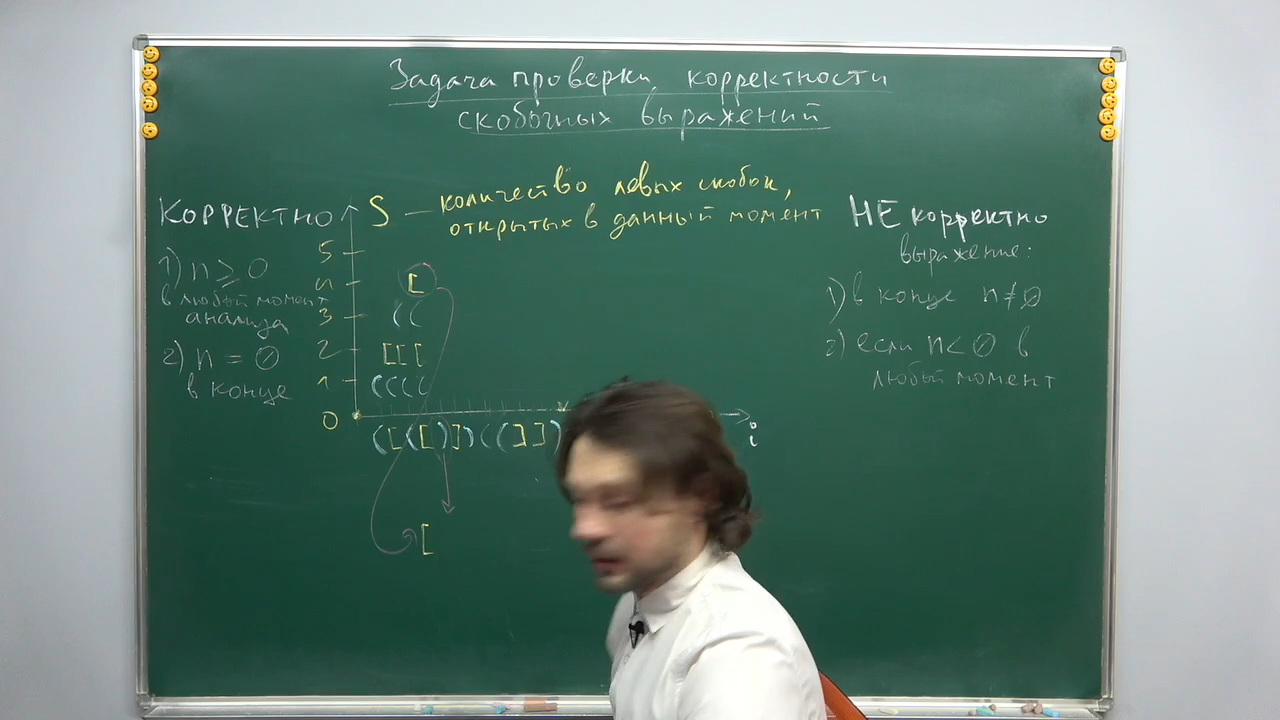 Задача проверки корректности
скобочных выражений
КОРРЕКТНО
1) n ≥ 0
в любой момент
анализа
2) n = 0
в конце
S — количество левых скобок,
открытых в данный момент
5
4 [
3 ( (
2 [ [ [
1 ( ( ( (
0
( [ ( [ ) ] ) ( ( ] ] )
i
[
НЕ корректно
выражение:
1) в конце n ≠ 0
2) если n < 0 в
любой момент